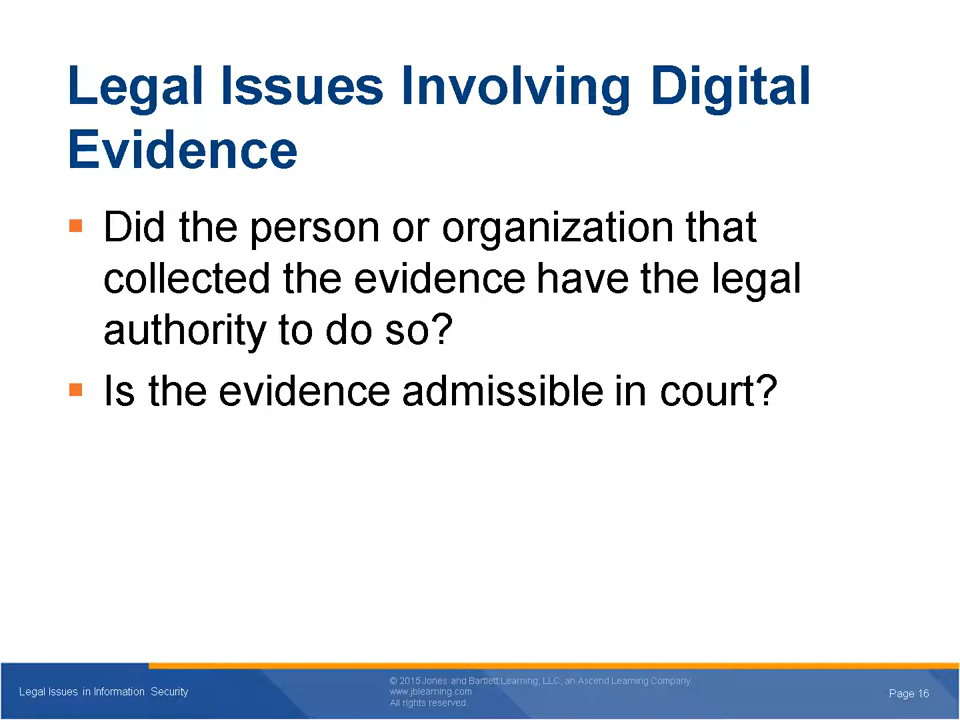 Legal Issues Involving Digital
Evidence
Did the person or organization that
collected the evidence have the legal
authority to do so?
Is the evidence admissible in court?
Legal Issues in Information Security
© 2015 Jones and Bartlett Learning, LLC, an Ascend Learning Company
www.jblearning.com
All rights reserved.
Page 16